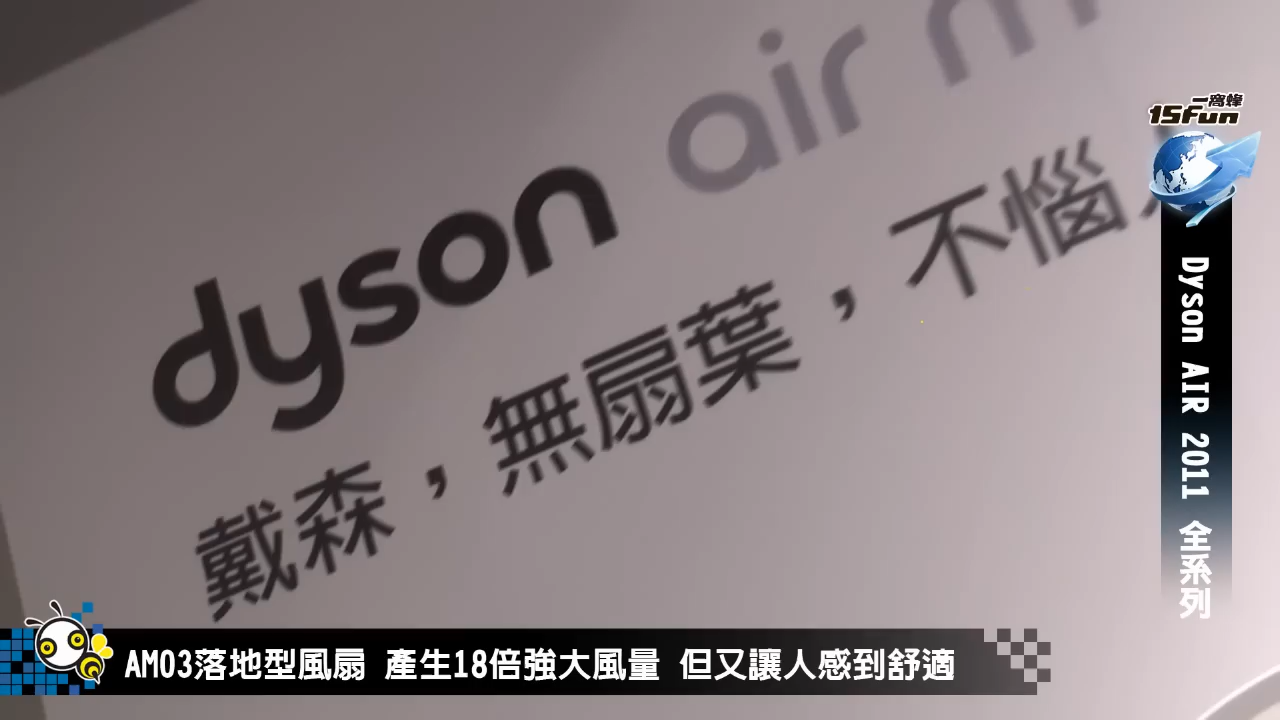 dyson air m
戴森，無扇葉，不惱
一窩蜂
15Fun
Dyson AIR 2011 全系列
AM03落地型風扇 產生18倍強大風量 但又讓人感到舒適